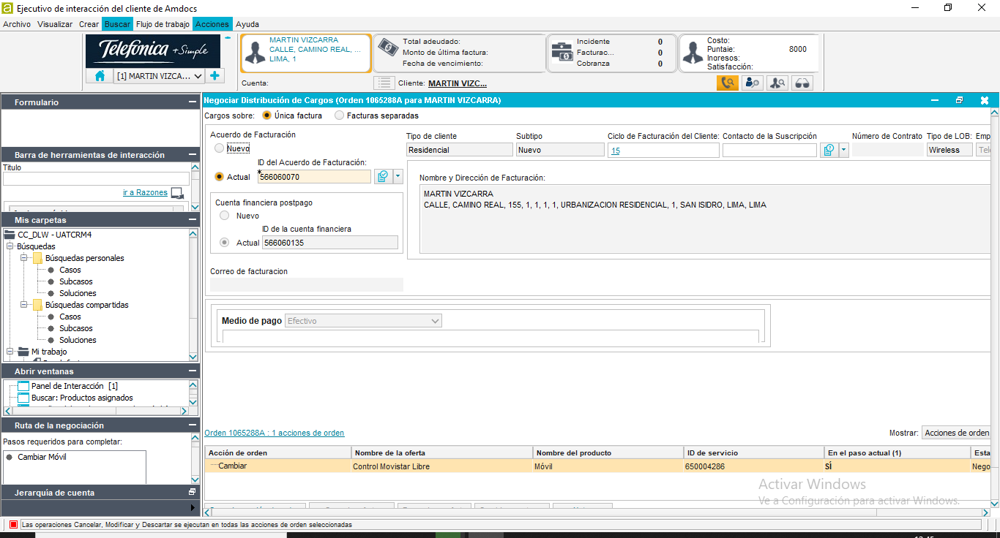 Ejecutivo de interacción del cliente de Amdocs
Archivo Visualizar Crear Buscar Flujo de trabajo Acciones Ayuda
Telefónica +Simple
[1] MARTIN VIZCA...
MARTIN VIZCARRA
CALLE, CAMINO REAL, ...
LIMA, 1
Total adeudado:
Monto de última factura:
Fecha de vencimiento:
Incidente 0
Facturac... 0
Cobranza 0
Costo:
Puntaie: 8000
Inoresos:
Satisfacción:
Cuenta:
Cliente: MARTIN VIZC...
Formulario
Barra de herramientas de interacción
Titulo
ir a Razones
Mis carpetas
CC_DLW - UATCRM4
Búsquedas
Búsquedas personales
Casos
Subcasos
Soluciones
Búsquedas compartidas
Casos
Subcasos
Soluciones
Mi trabajo
Abrir ventanas
Panel de Interacción [1]
Buscar: Productos asignados
Ruta de la negociación
Pasos requeridos para completar:
Cambiar Móvil
Jerarquía de cuenta
Negociar Distribución de Cargos (Orden 1065288A para MARTIN VIZCARRA)
Cargos sobre: Única factura Facturas separadas
Acuerdo de Facturación
Nuevo
ID del Acuerdo de Facturación:
Actual * 566060070
Cuenta financiera postpago
Nuevo
ID de la cuenta financiera
Actual 566060135
Correo de facturacion
Tipo de cliente Subtipo Ciclo de Facturación del Cliente: Contacto de la Suscripción Número de Contrato Tipo de LOB: Emp
Residencial Nuevo 15 Wireless Tele
Nombre y Dirección de Facturación:
MARTIN VIZCARRA
CALLE, CAMINO REAL, 155, 1, 1, 1, 1, URBANIZACION RESIDENCIAL, 1, SAN ISIDRO, LIMA, LIMA
Medio de pago Efectivo
Orden 1065288A : 1 acciones de orden
Mostrar: Acciones de orden
Acción de orden Nombre de la oferta Nombre del producto ID de servicio En el paso actual (1) Esta
Cambiar Control Movistar Libre Móvil 650004286 SÍ Nego
Activar Windows
Ve a Configuración para activar Windows.
Las operaciones Cancelar, Modificar y Descartar se ejecutan en todas las acciones de orden seleccionadas